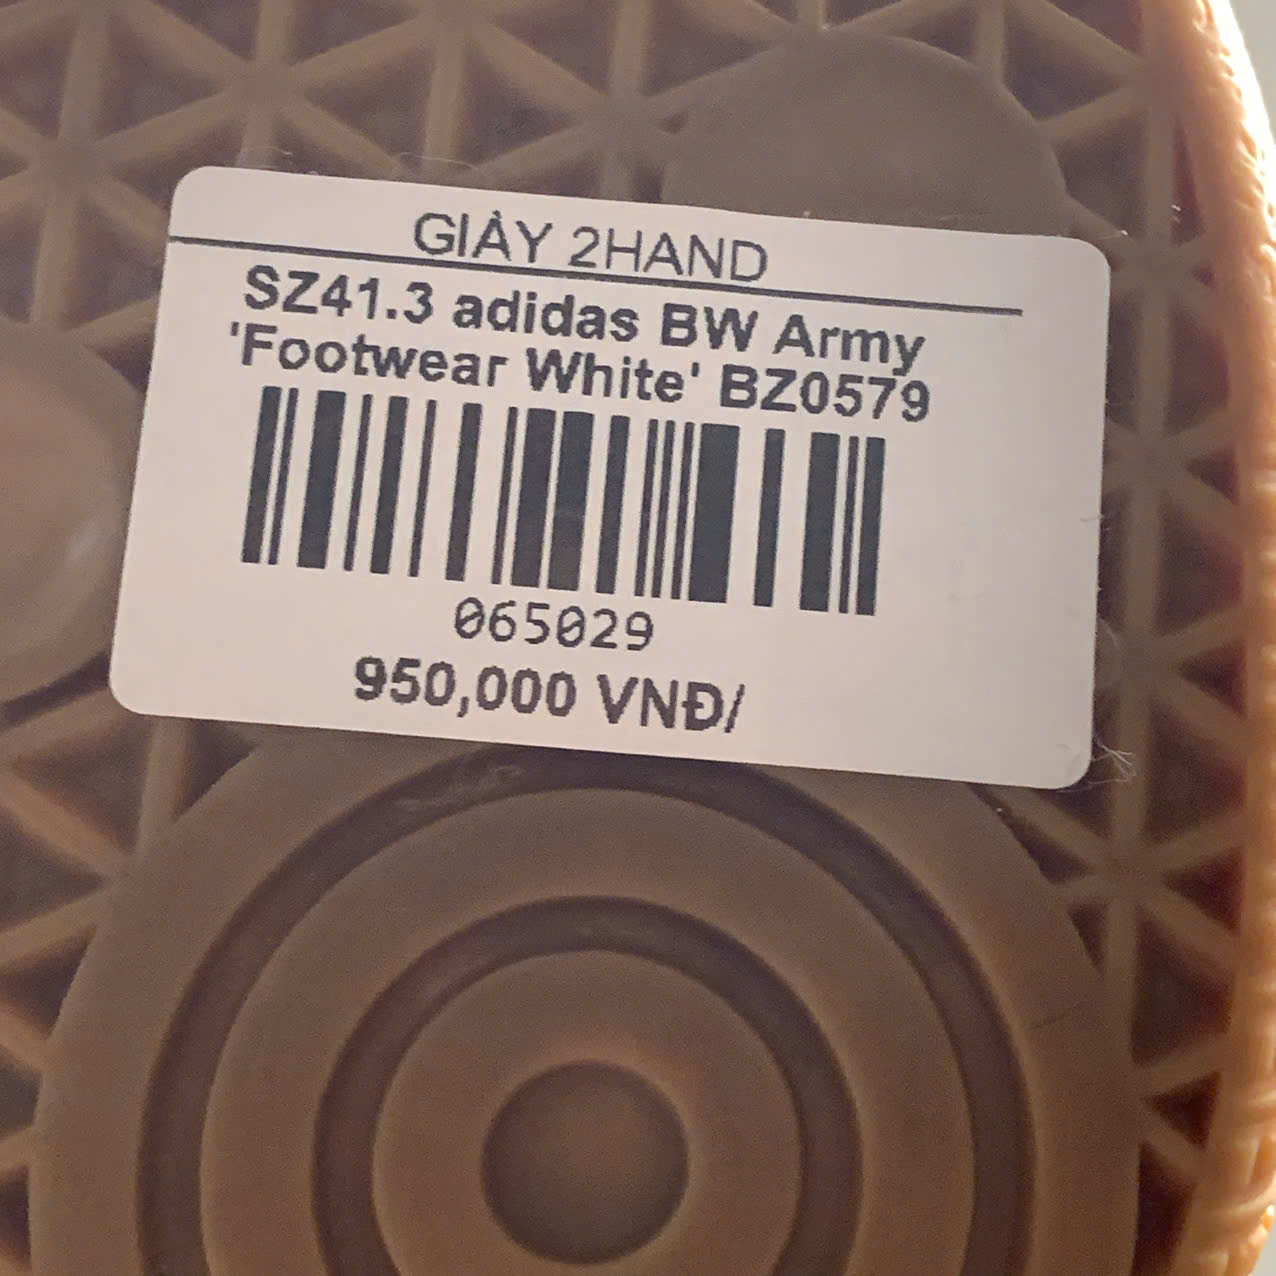 GIÀY 2HAND
SZ41.3 adidas BW Army
'Footwear White' BZ0579
065029
950,000 VNĐ/